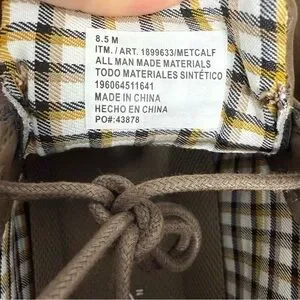 8.5 M
ITM. / ART. 1899633/METCALF
ALL MAN MADE MATERIALS
TODO MATERIALES SINTÉTICO
196064511641
MADE IN CHINA
HECHO EN CHINA
PO#:43878